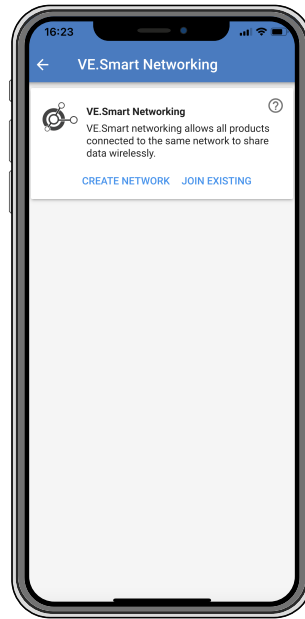 16:23
VE.Smart Networking
VE.Smart Networking
VE.Smart networking allows all products
connected to the same network to share
data wirelessly.
CREATE NETWORK JOIN EXISTING